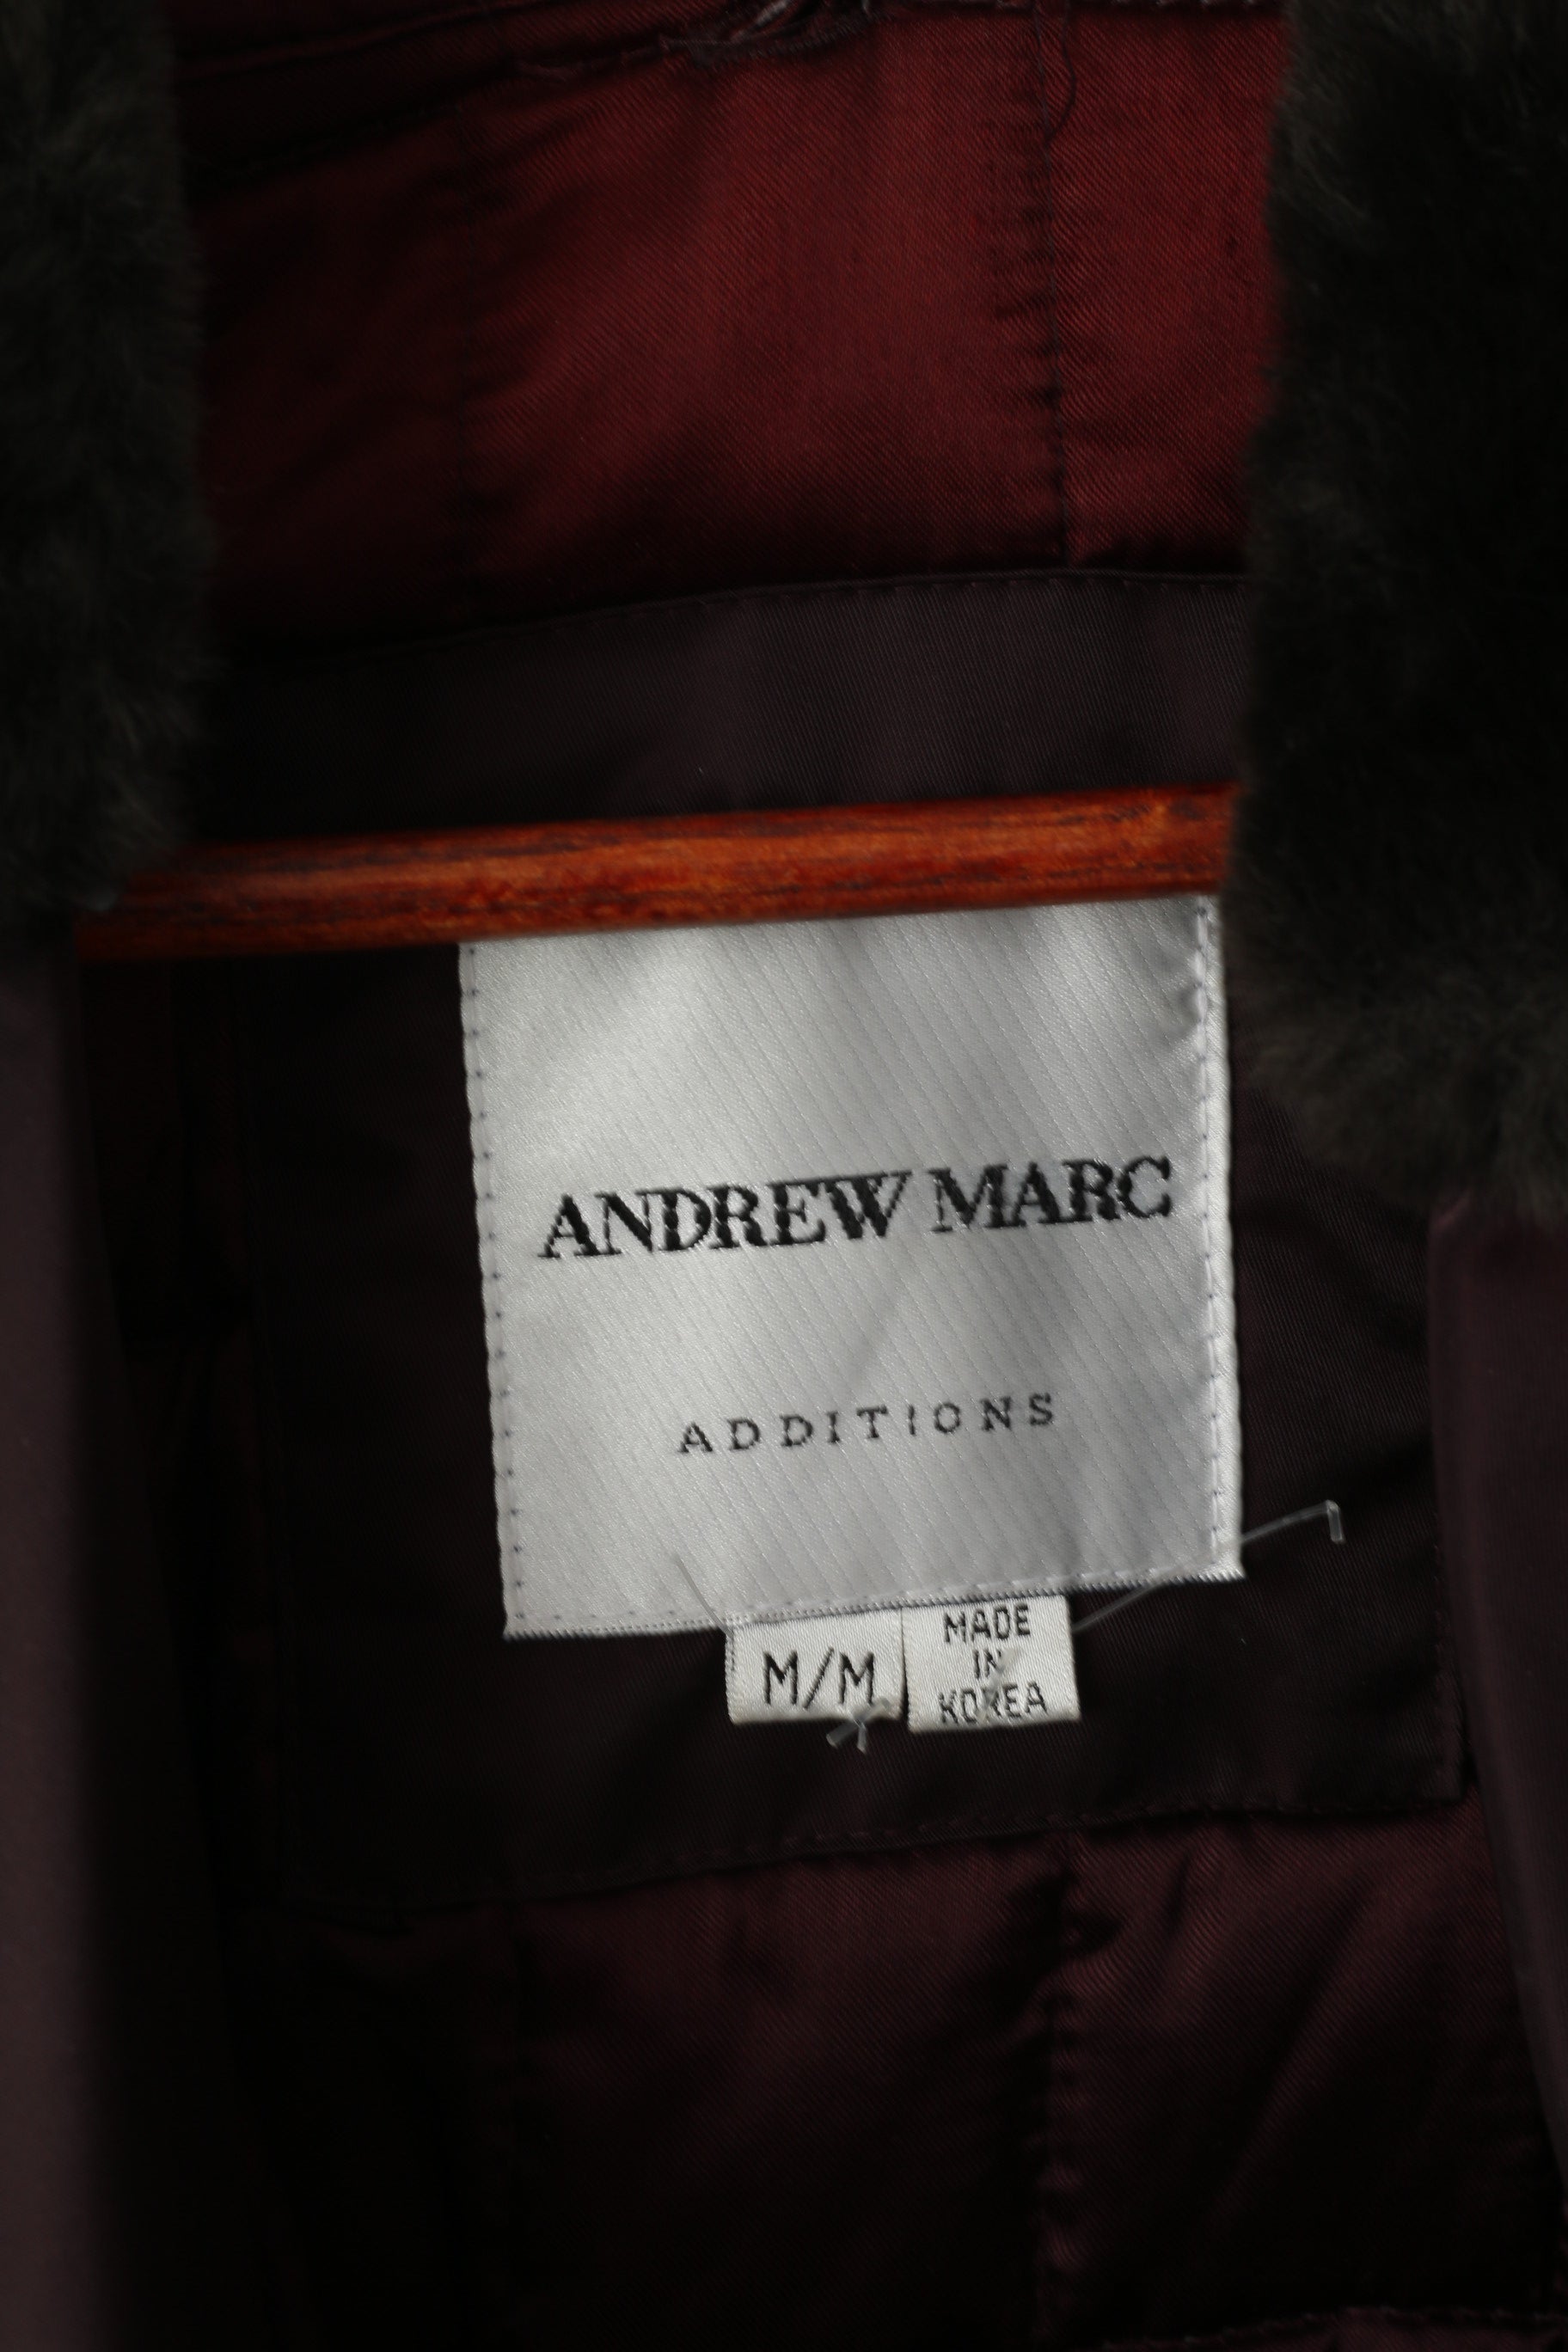 ANDREW MARC
ADDITIONS
M/M
MADE
IN
KOREA